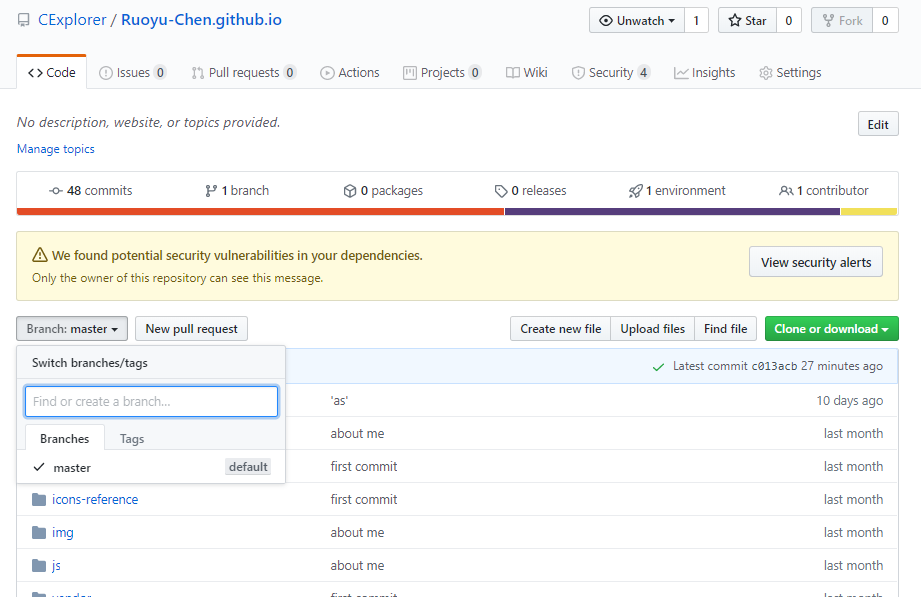 CExplorer / Ruoyu-Chen.github.io
Unwatch 1 Star 0 Fork 0
Code Issues 0 Pull requests 0 Actions Projects 0 Wiki Security 4 Insights Settings
No description, website, or topics provided.
Edit
Manage topics
48 commits 1 branch 0 packages 0 releases 1 environment 1 contributor
We found potential security vulnerabilities in your dependencies.
Only the owner of this repository can see this message.
View security alerts
Branch: master New pull request Create new file Upload files Find file Clone or download
Switch branches/tags
Latest commit c013acb 27 minutes ago
Find or create a branch...
'as' 10 days ago
Branches Tags
about me last month
master default
first commit last month
icons-reference first commit last month
img about me last month
js about me last month
vendor first commit last month